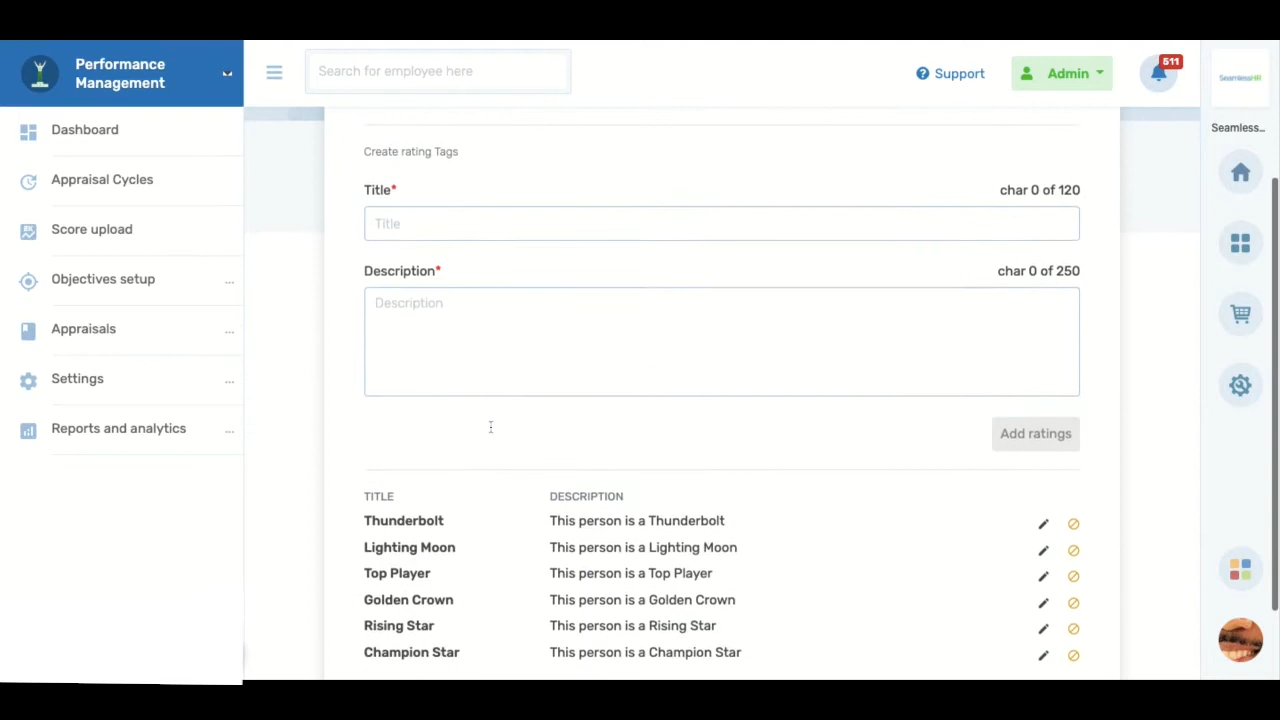 Performance
Management
Search for employee here
Support
Admin
511
SeamlessHR
Seamless...
Dashboard
Appraisal Cycles
Score upload
Objectives setup ...
Appraisals ...
Settings ...
Reports and analytics ...
Create rating Tags
Title* char 0 of 120
Title
Description* char 0 of 250
Description
Add ratings
TITLE DESCRIPTION
Thunderbolt This person is a Thunderbolt
Lighting Moon This person is a Lighting Moon
Top Player This person is a Top Player
Golden Crown This person is a Golden Crown
Rising Star This person is a Rising Star
Champion Star This person is a Champion Star